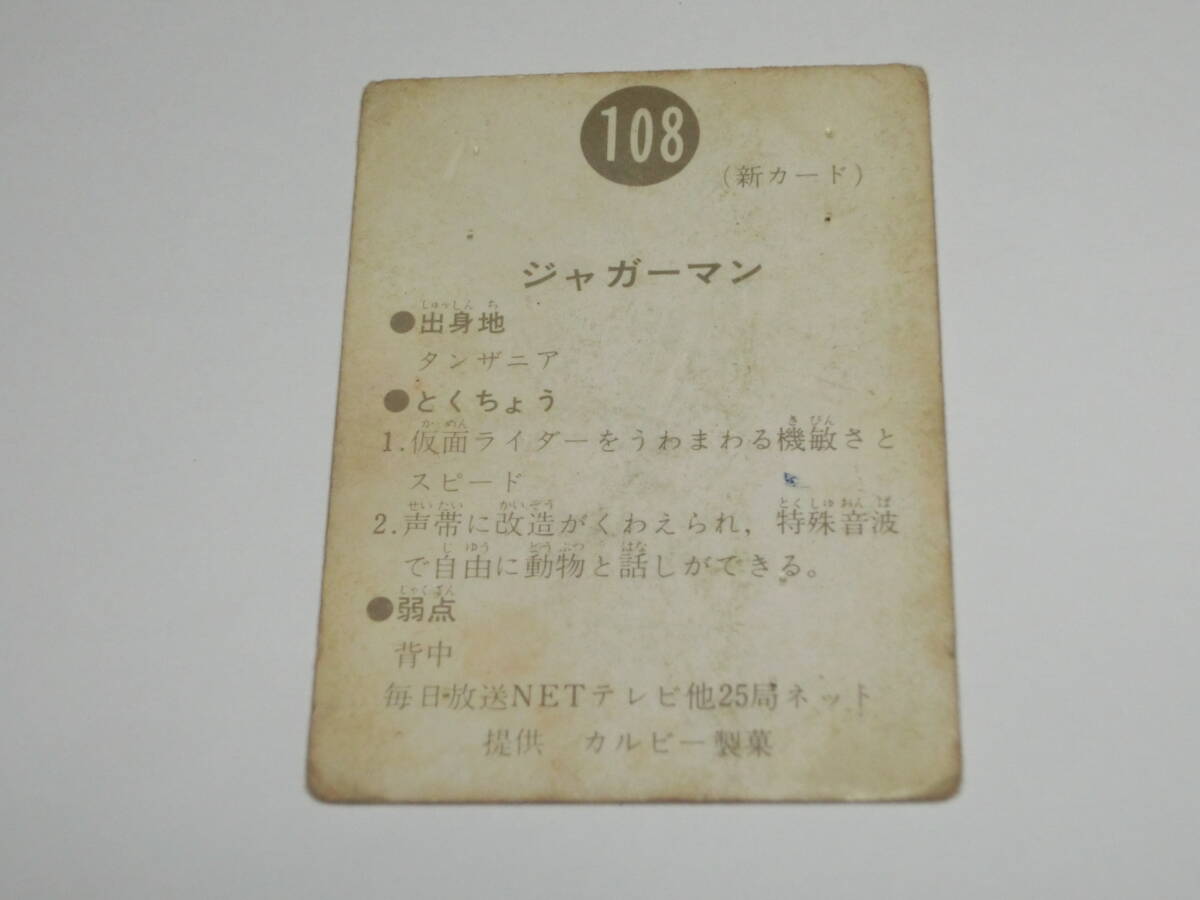 108
(新カード)
ジャガーマン
●出身地
タンザニア
●とくちょう
1.仮面ライダーをうわまわる機敏さと
スピード
2.声帯に改造がくわえられ,特殊音波
で自由に動物と話しができる。
●弱点
背中
毎日放送NETテレビ他25局ネット
提供 カルビー製菓